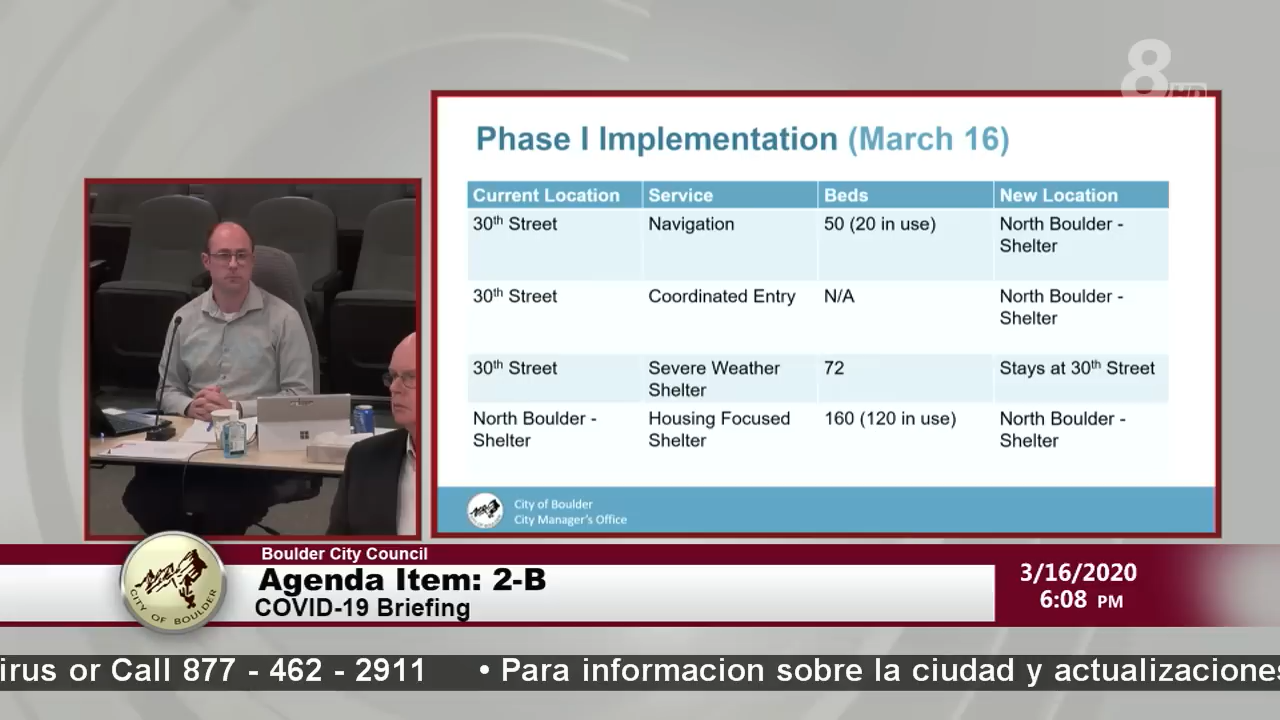 8
HD
Phase I Implementation (March 16)
Current Location Service Beds New Location
30th Street Navigation 50 (20 in use) North Boulder -
Shelter
30th Street Coordinated Entry N/A North Boulder -
Shelter
30th Street Severe Weather 72 Stays at 30th Street
Shelter
North Boulder - Housing Focused 160 (120 in use) North Boulder -
Shelter Shelter Shelter
City of Boulder
City Manager's Office
Boulder City Council
Agenda Item: 2-B
COVID-19 Briefing
CITY OF BOULDER
3/16/2020
6:08 PM
irus or Call 877 - 462 - 2911 • Para informacion sobre la ciudad y actualizaciones